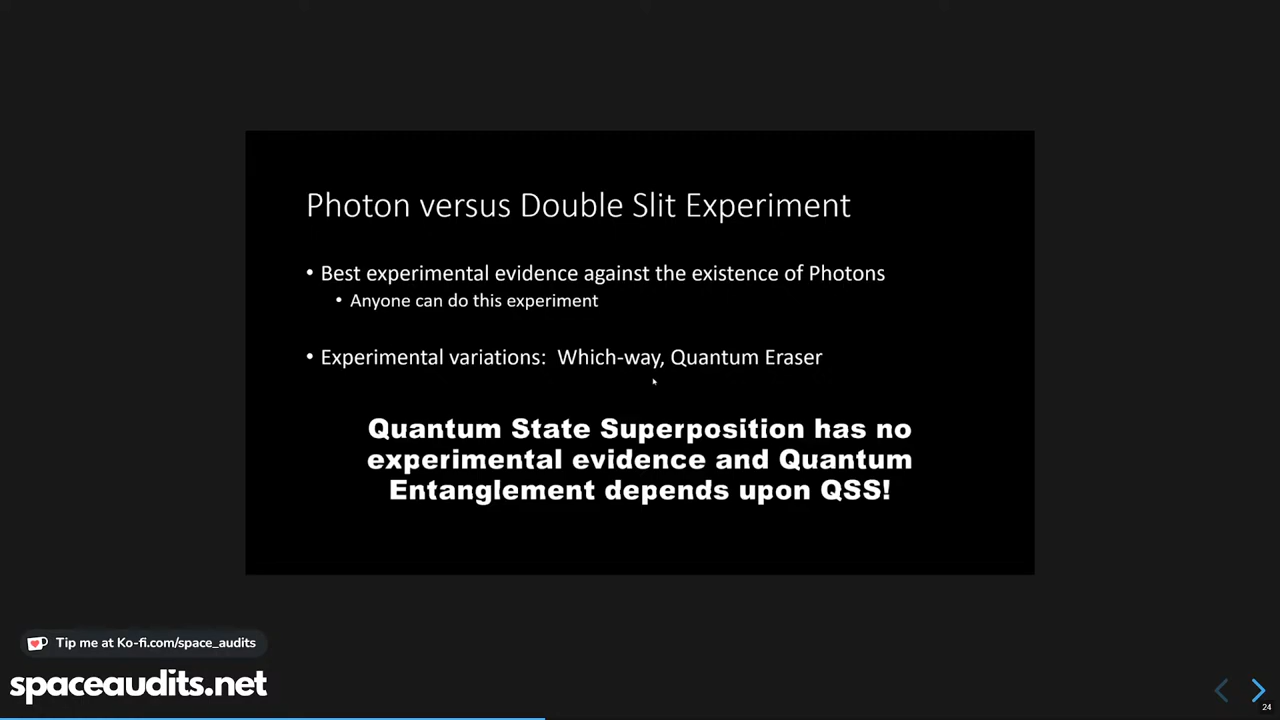 Photon versus Double Slit Experiment
• Best experimental evidence against the existence of Photons
• Anyone can do this experiment
• Experimental variations:  Which-way, Quantum Eraser
Quantum State Superposition has no
experimental evidence and Quantum
Entanglement depends upon QSS!
Tip me at Ko-fi.com/space_audits
spaceaudits.net
24